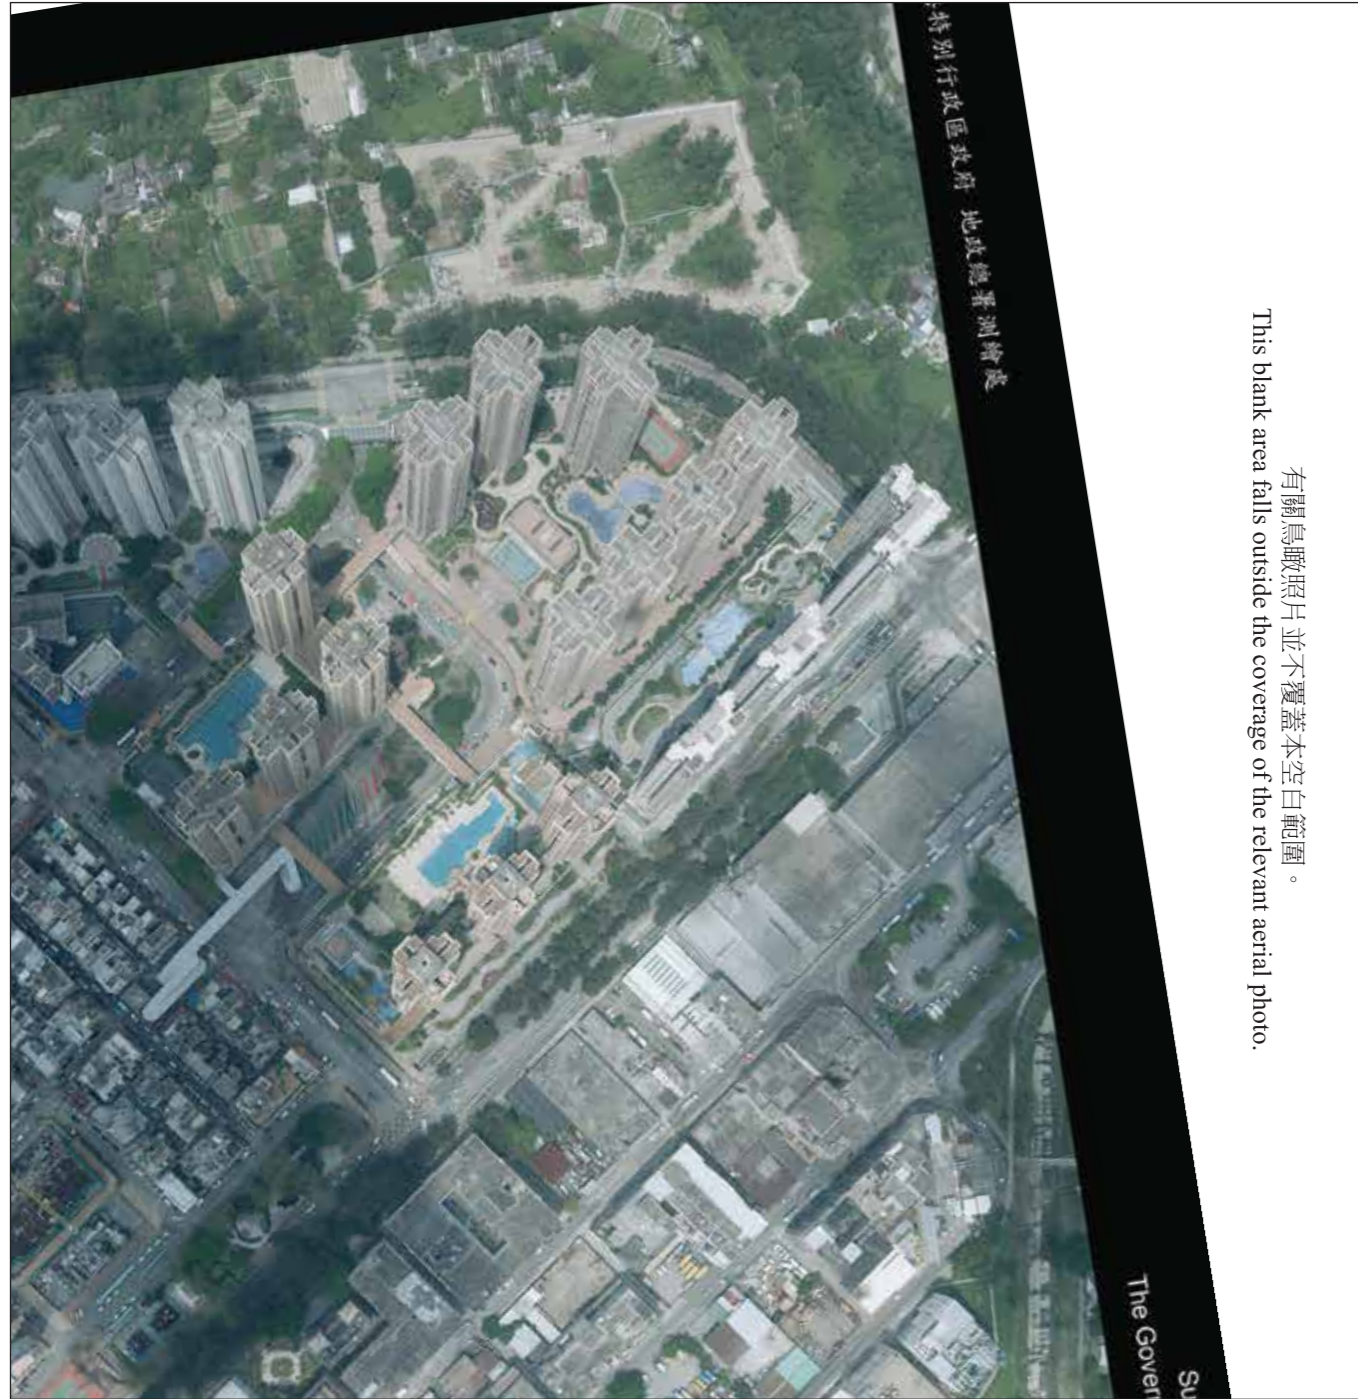 有關鳥瞰照片並不覆蓋本空白範圍。
This blank area falls outside the coverage of the relevant aerial photo.
特別行政區政府 地政總署測繪處
The Gover